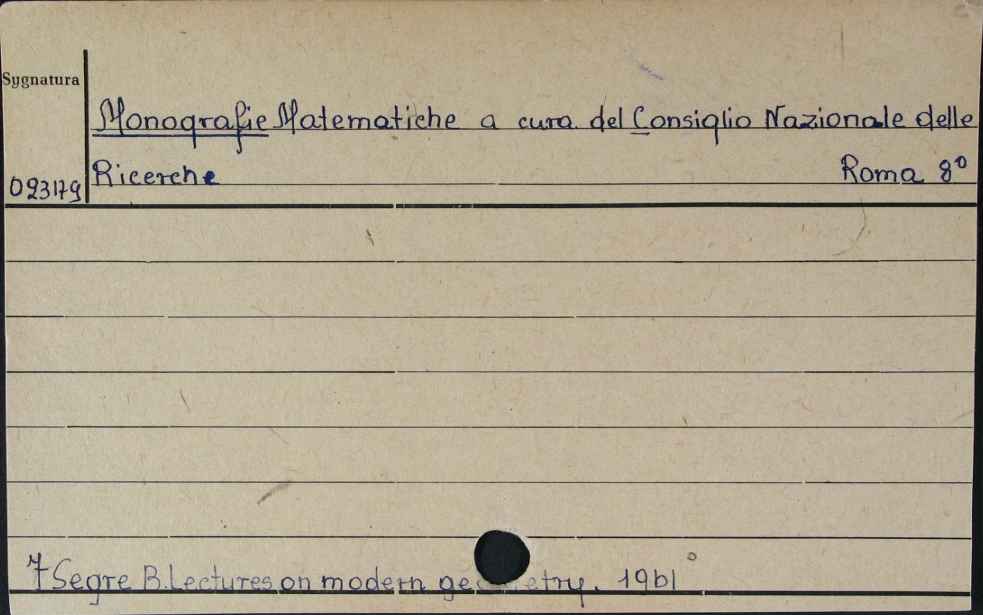 Sygnatura
Monografie Matematiche a cura del Consiglio Nazionale delle
023179 Ricerche Roma 8°
7 Segre B. Lectures on modern ge etry. 1961